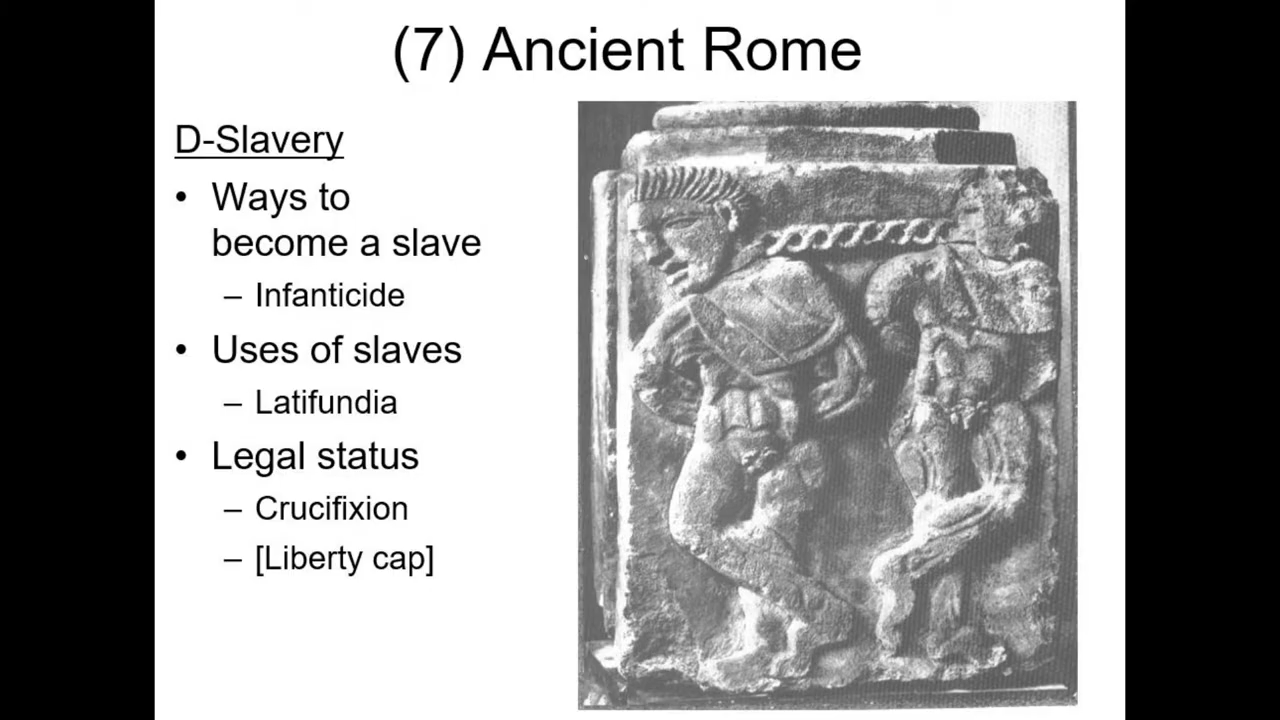 (7) Ancient Rome
D-Slavery
• Ways to
become a slave
– Infanticide
• Uses of slaves
– Latifundia
• Legal status
– Crucifixion
– [Liberty cap]